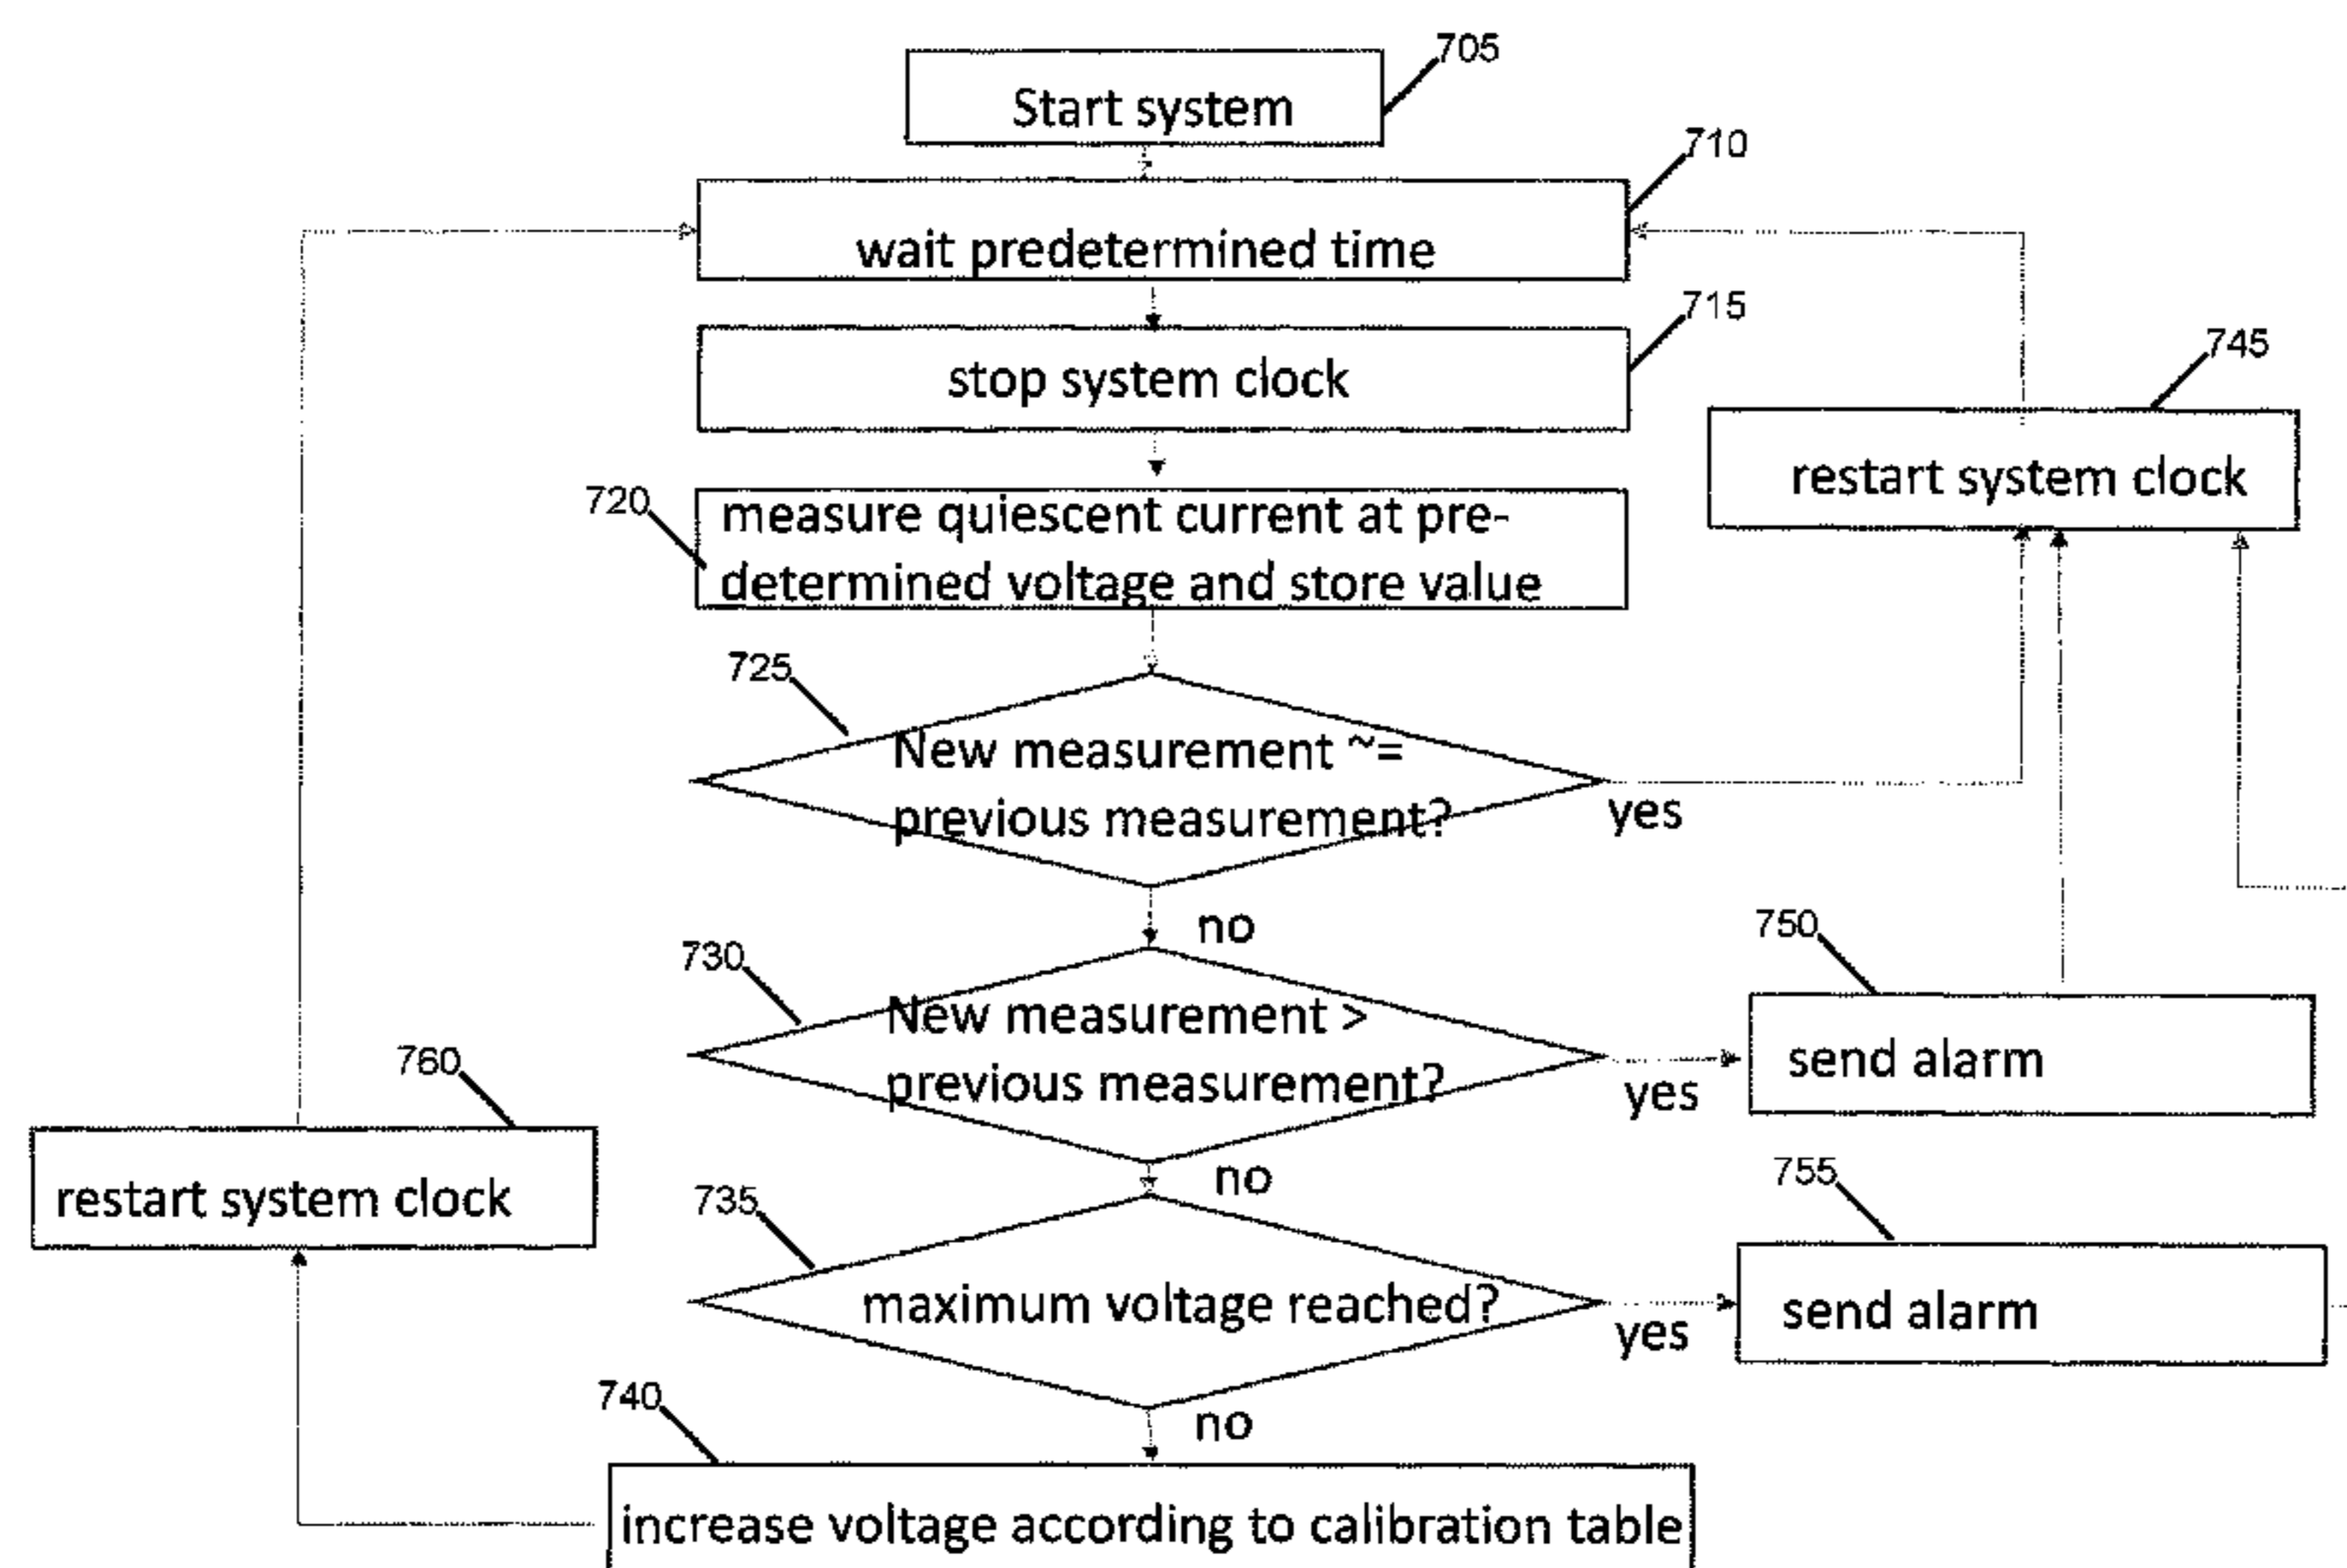 705
Start system
710
wait predetermined time
715
stop system clock
745
restart system clock
720
measure quiescent current at pre-
determined voltage and store value
725
New measurement ~=
previous measurement?
yes
no
750
730
New measurement >
previous measurement?
send alarm
yes
760
restart system clock
no
755
735
maximum voltage reached?
send alarm
yes
740
no
increase voltage according to calibration table